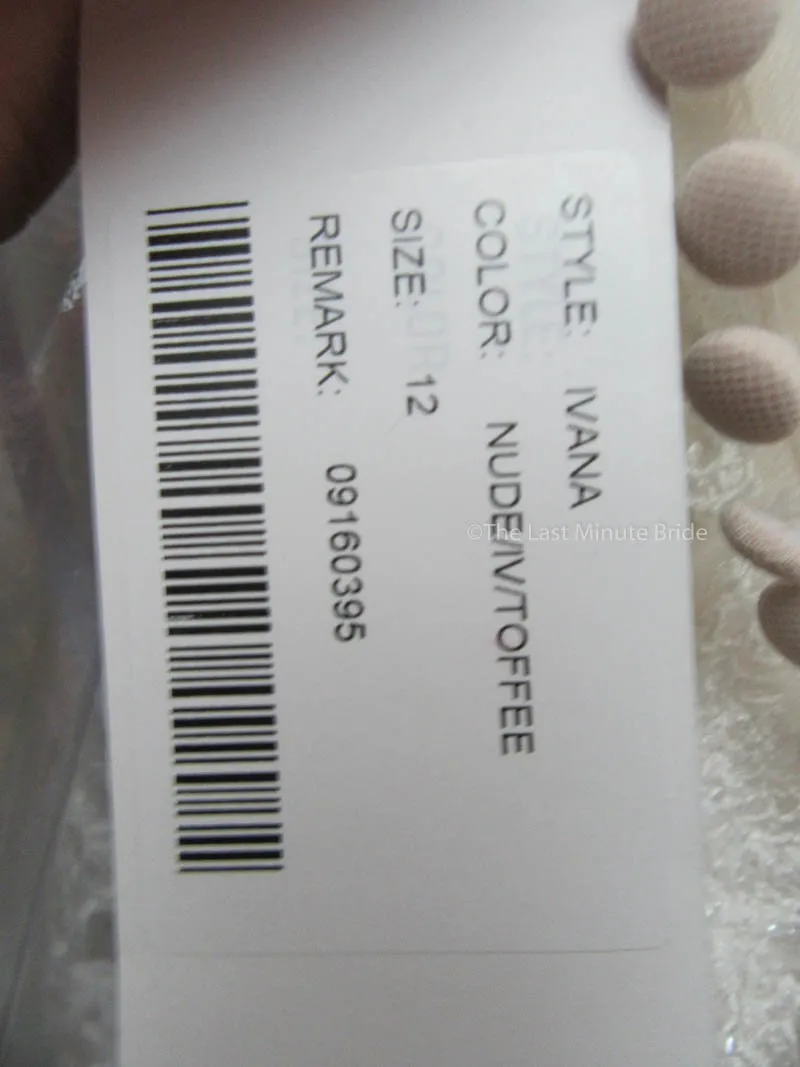 STYLE: IVANA
COLOR: NUDE/IV/TOFFEE
SIZE: 12
REMARK: 09160395
©The Last Minute Bride